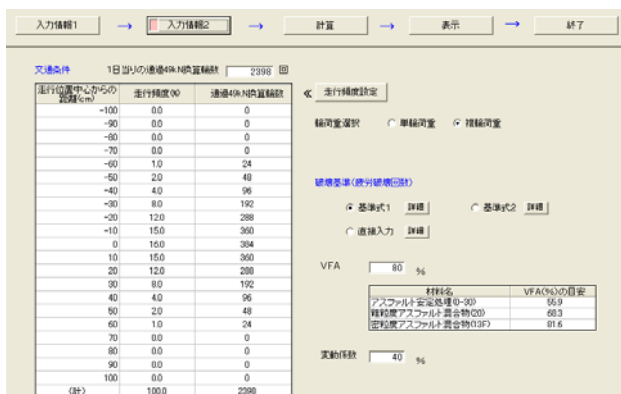 入力情報1 → 入力情報2 → 計算 → 表示 → 終了
交通条件 1日当りの通過49kN換算輪数 2398 回
走行位置中心からの距離(cm) 走行頻度(%) 通過49kN換算輪数
-100 0.0 0
-90 0.0 0
-80 0.0 0
-70 0.0 0
-60 1.0 24
-50 2.0 48
-40 4.0 96
-30 8.0 192
-20 12.0 288
-10 15.0 360
0 16.0 384
10 15.0 360
20 12.0 288
30 8.0 192
40 4.0 96
50 2.0 48
60 1.0 24
70 0.0 0
80 0.0 0
90 0.0 0
100 0.0 0
(計) 100.0 2398
≪ 走行頻度設定
輪荷重選択 単輪荷重 複輪荷重
破壊基準(疲労破壊回数)
基準式1 詳細 基準式2 詳細
直接入力 詳細
VFA 80 %
材料名 VFA(%)の目安
アスファルト安定処理(0-30) 55.9
粗粒度アスファルト混合物(20) 68.3
密粒度アスファルト混合物(13F) 81.6
変動係数 40 %